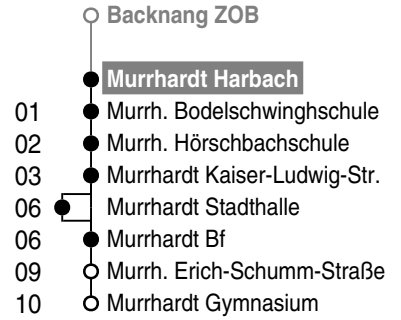 Backnang ZOB
Murrhardt Harbach
01 Murrh. Bodelschwinghschule
02 Murrh. Hörschbachschule
03 Murrhardt Kaiser-Ludwig-Str.
06 Murrhardt Stadthalle
06 Murrhardt Bf
09 Murrh. Erich-Schumm-Straße
10 Murrhardt Gymnasium